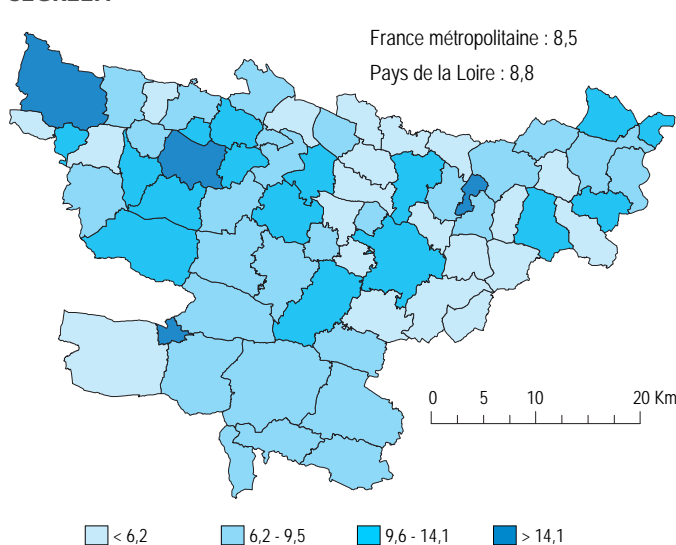 France métropolitaine : 8,5
Pays de la Loire : 8,8
0 5 10 20 Km
< 6,2 6,2 - 9,5 9,6 - 14,1 > 14,1